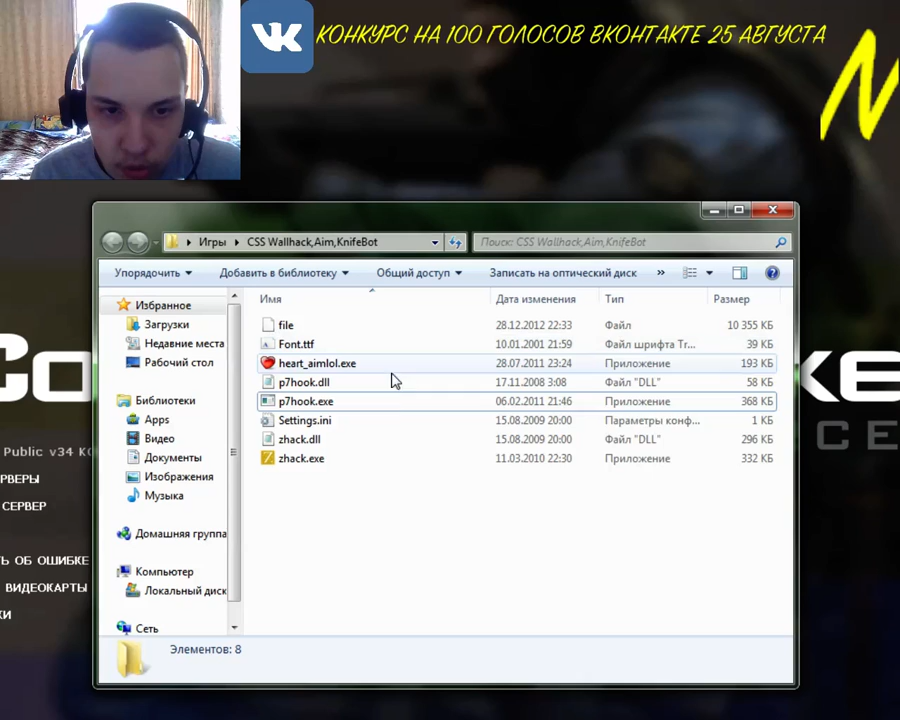 КОНКУРС НА 100 ГОЛОСОВ ВКОНТАКТЕ 25 АВГУСТА
Игры CSS Wallhack,Aim,KnifeBot
Поиск: CSS Wallhack,Aim,KnifeBot
Упорядочить Добавить в библиотеку Общий доступ Записать на оптический диск »
Имя Дата изменения Тип Размер
Избранное
Загрузки
Недавние места
Рабочий стол
Библиотеки
Apps
Видео
Документы
Изображения
Музыка
Домашняя группа
Компьютер
Локальный диск
Сеть
file 28.12.2012 22:33 Файл 10 355 КБ
Font.ttf 10.01.2001 21:59 Файл шрифта Tr... 39 КБ
heart_aimlol.exe 28.07.2011 23:24 Приложение 193 КБ
p7hook.dll 17.11.2008 3:08 Файл "DLL" 58 КБ
p7hook.exe 06.02.2011 21:46 Приложение 368 КБ
Settings.ini 15.08.2009 20:00 Параметры конф... 1 КБ
zhack.dll 15.08.2009 20:00 Файл "DLL" 296 КБ
zhack.exe 11.03.2010 22:30 Приложение 332 КБ
Элементов: 8
Public v34
СЕРВЕР
ОБ ОШИБКЕ
ВИДЕОКАРТЫ